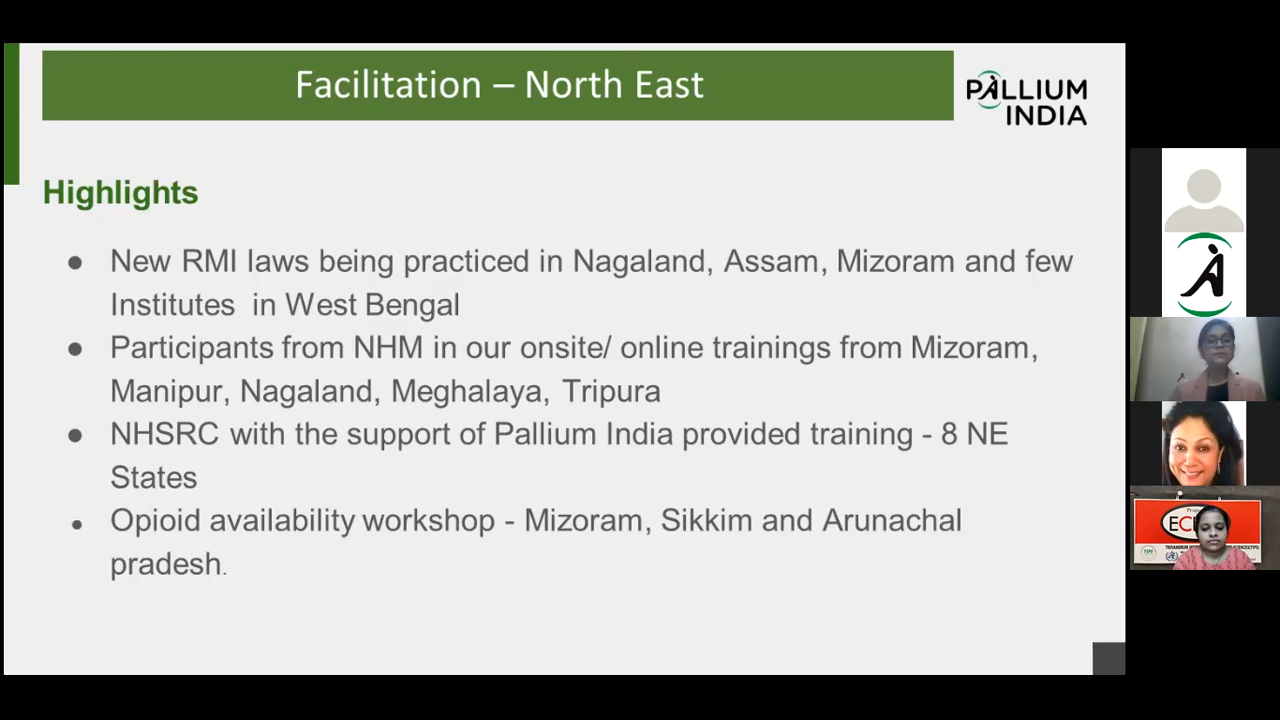 Facilitation – North East
PALLIUM
INDIA
Highlights
● New RMI laws being practiced in Nagaland, Assam, Mizoram and few
Institutes in West Bengal
● Participants from NHM in our onsite/ online trainings from Mizoram,
Manipur, Nagaland, Meghalaya, Tripura
● NHSRC with the support of Pallium India provided training - 8 NE
States
● Opioid availability workshop - Mizoram, Sikkim and Arunachal
pradesh.